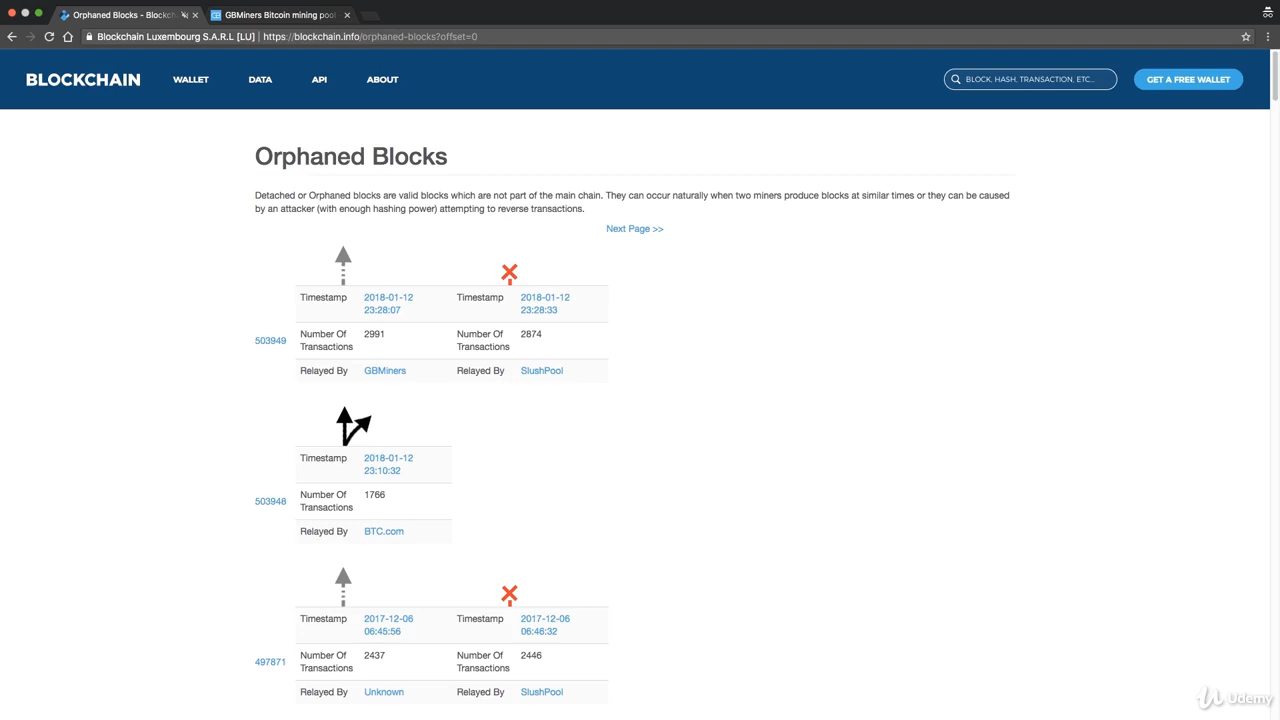 Orphaned Blocks - Blockch
GBMiners Bitcoin mining pool
Blockchain Luxembourg S.A.R.L [LU] | https://blockchain.info/orphaned-blocks?offset=0
BLOCKCHAIN WALLET DATA API ABOUT BLOCK, HASH, TRANSACTION, ETC... GET A FREE WALLET
Orphaned Blocks
Detached or Orphaned blocks are valid blocks which are not part of the main chain. They can occur naturally when two miners produce blocks at similar times or they can be caused
by an attacker (with enough hashing power) attempting to reverse transactions.
Next Page >>
Timestamp 2018-01-12 Timestamp 2018-01-12
23:28:07 23:28:33
Number Of 2991 Number Of 2874
503949
Transactions Transactions
Relayed By GBMiners Relayed By SlushPool
Timestamp 2018-01-12
23:10:32
Number Of 1766
503948
Transactions
Relayed By BTC.com
Timestamp 2017-12-06 Timestamp 2017-12-06
06:45:56 06:46:32
Number Of 2437 Number Of 2446
497871
Transactions Transactions
Relayed By Unknown Relayed By SlushPool
Udemy